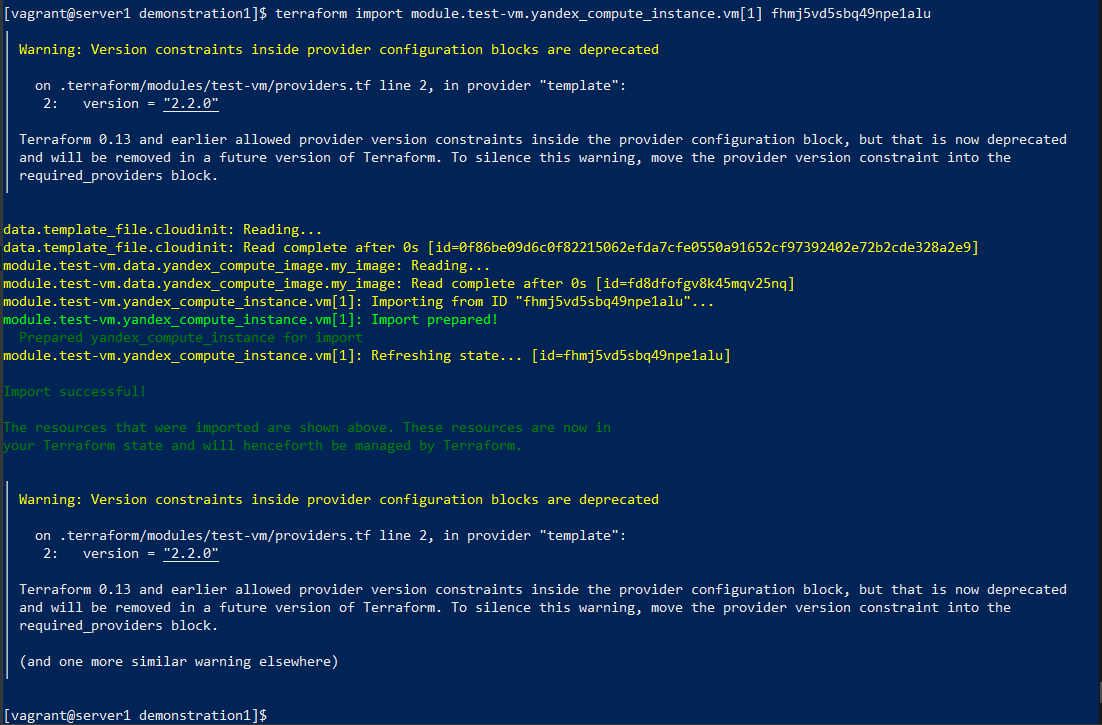 [vagrant@server1 demonstration1]$ terraform import module.test-vm.yandex_compute_instance.vm[1] fhmj5vd5sbq49npe1alu
Warning: Version constraints inside provider configuration blocks are deprecated
on .terraform/modules/test-vm/providers.tf line 2, in provider "template":
2: version = "2.2.0"
Terraform 0.13 and earlier allowed provider version constraints inside the provider configuration block, but that is now deprecated
and will be removed in a future version of Terraform. To silence this warning, move the provider version constraint into the
required_providers block.
data.template_file.cloudinit: Reading...
data.template_file.cloudinit: Read complete after 0s [id=0f86be09d6c0f82215062efda7cfe0550a91652cf97392402e72b2cde328a2e9]
module.test-vm.data.yandex_compute_image.my_image: Reading...
module.test-vm.data.yandex_compute_image.my_image: Read complete after 0s [id=fd8dfofgv8k45mqv25nq]
module.test-vm.yandex_compute_instance.vm[1]: Importing from ID "fhmj5vd5sbq49npe1alu"...
module.test-vm.yandex_compute_instance.vm[1]: Import prepared!
Prepared yandex_compute_instance for import
module.test-vm.yandex_compute_instance.vm[1]: Refreshing state... [id=fhmj5vd5sbq49npe1alu]
Import successful!
The resources that were imported are shown above. These resources are now in
your Terraform state and will henceforth be managed by Terraform.
Warning: Version constraints inside provider configuration blocks are deprecated
on .terraform/modules/test-vm/providers.tf line 2, in provider "template":
2: version = "2.2.0"
Terraform 0.13 and earlier allowed provider version constraints inside the provider configuration block, but that is now deprecated
and will be removed in a future version of Terraform. To silence this warning, move the provider version constraint into the
required_providers block.
(and one more similar warning elsewhere)
[vagrant@server1 demonstration1]$